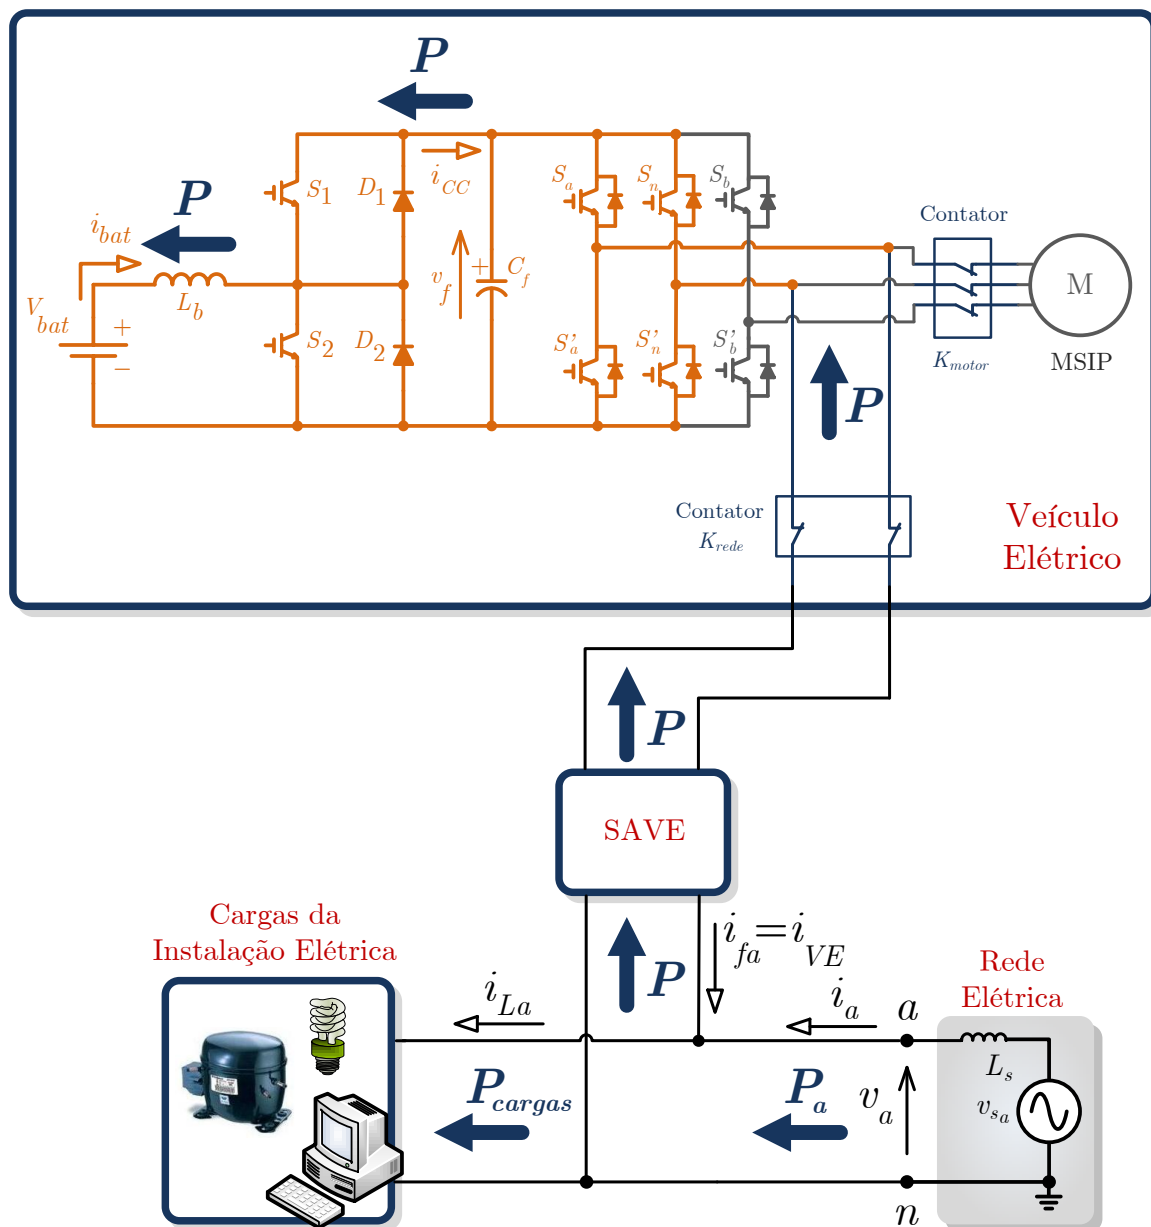 P
P
i_bat
V_bat
+
−
L_b
S_1
S_2
D_1
D_2
i_CC
v_f
+
C_f
S_a
S_n
S_b
S'_a
S'_n
S'_b
Contator
K_motor
M
MSIP
P
Contator
K_rede
Veículo
Elétrico
P
SAVE
P
i_fa=i_VE
Cargas da
Instalação Elétrica
i_La
i_a
a
Rede
Elétrica
L_s
v_sa
v_a
P_cargas
P_a
n